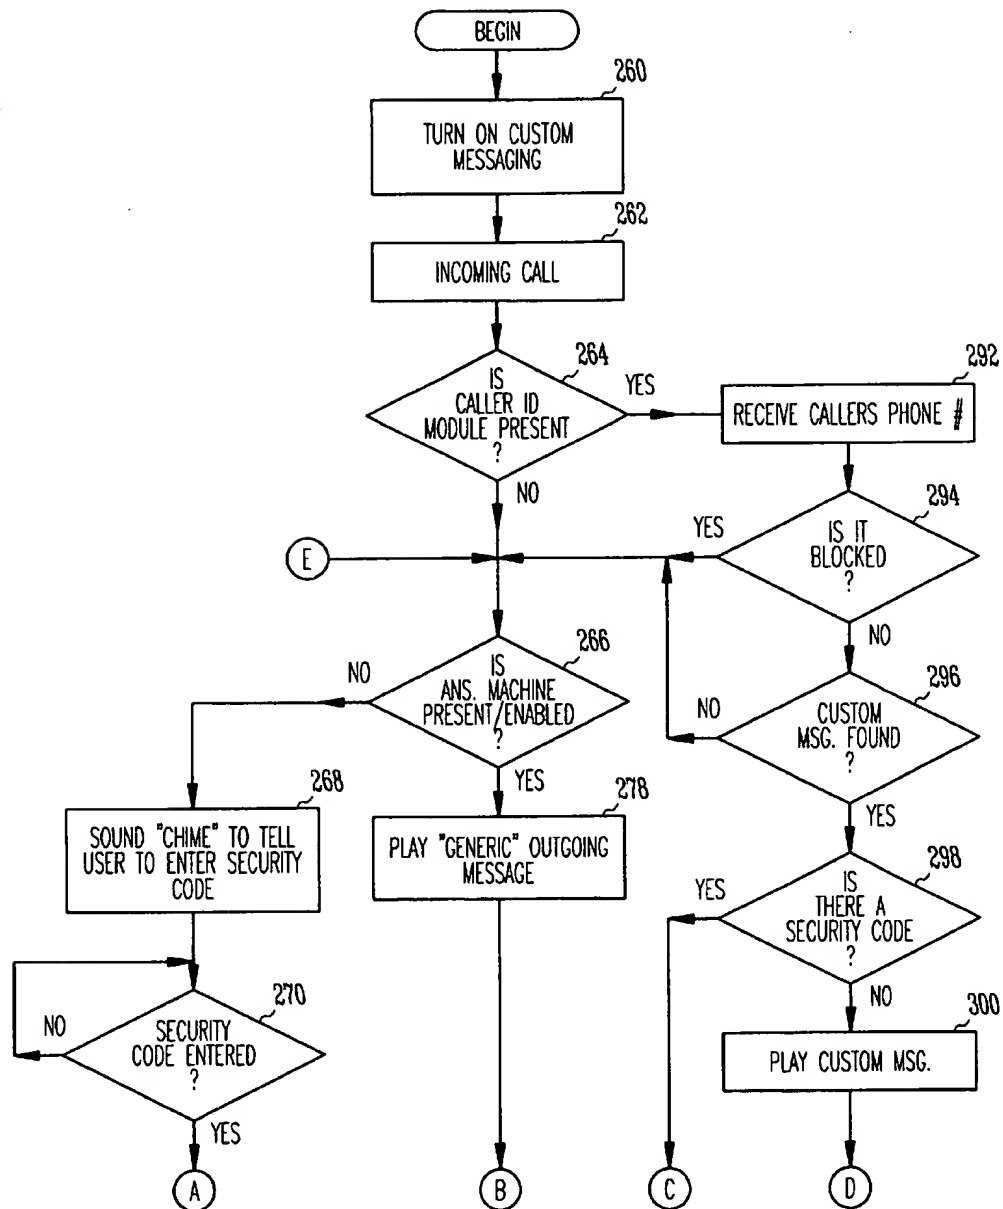 BEGIN
260
TURN ON CUSTOM
MESSAGING
262
INCOMING CALL
264
IS
CALLER ID
MODULE PRESENT
?
YES
NO
292
RECEIVE CALLERS PHONE #
294
IS IT
BLOCKED
?
YES
NO
E
266
IS
ANS. MACHINE
PRESENT/ENABLED
?
NO
YES
296
CUSTOM
MSG. FOUND
?
NO
YES
268
SOUND "CHIME" TO TELL
USER TO ENTER SECURITY
CODE
278
PLAY "GENERIC" OUTGOING
MESSAGE
298
IS
THERE A
SECURITY CODE
?
YES
NO
270
SECURITY
CODE ENTERED
?
NO
YES
300
PLAY CUSTOM MSG.
A
B
C
D